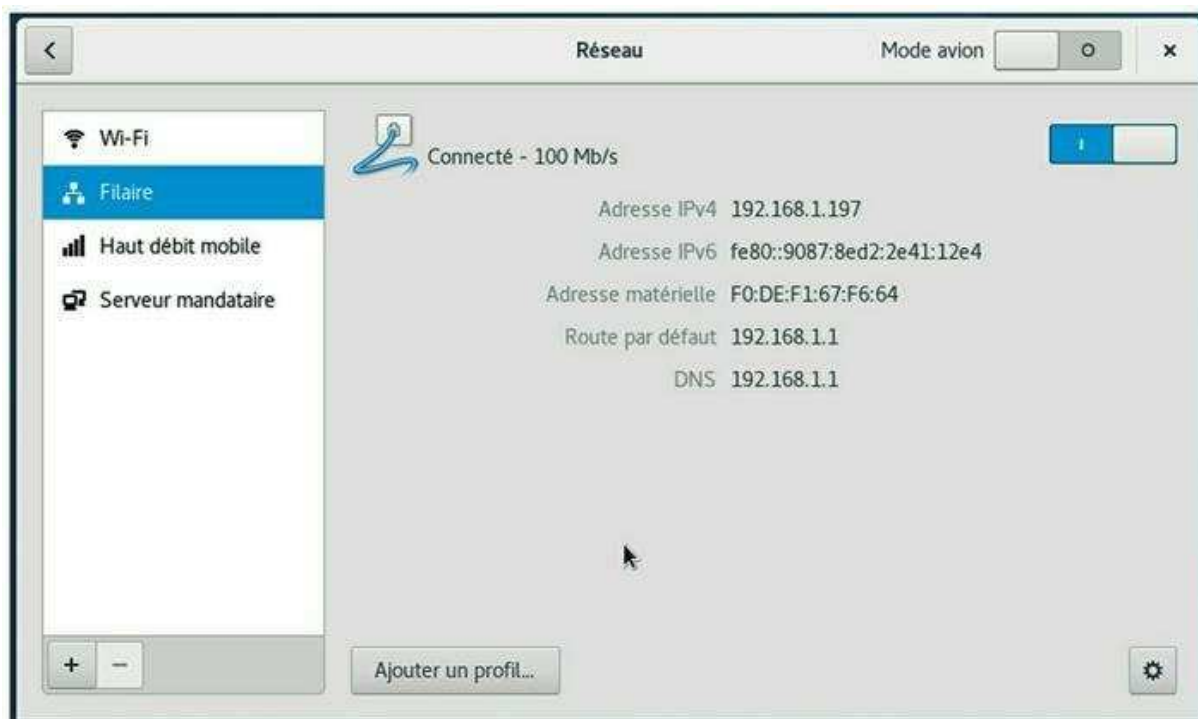 Réseau
Mode avion
Wi-Fi
Filaire
Haut débit mobile
Serveur mandataire
Connecté - 100 Mb/s
Adresse IPv4 192.168.1.197
Adresse IPv6 fe80::9087:8ed2:2e41:12e4
Adresse matérielle F0:DE:F1:67:F6:64
Route par défaut 192.168.1.1
DNS 192.168.1.1
Ajouter un profil...